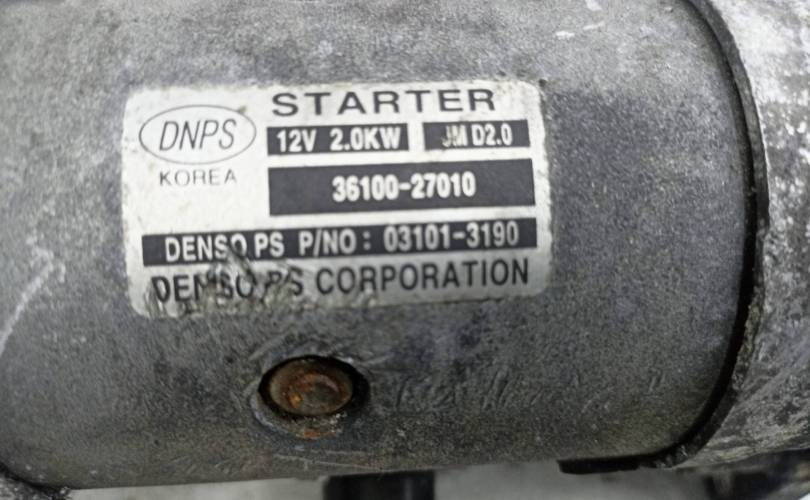 STARTER
DNPS
12V 2.0KW JM D2.0
KOREA
36100-27010
DENSO PS P/NO : 03101-3190
DENSO PS CORPORATION